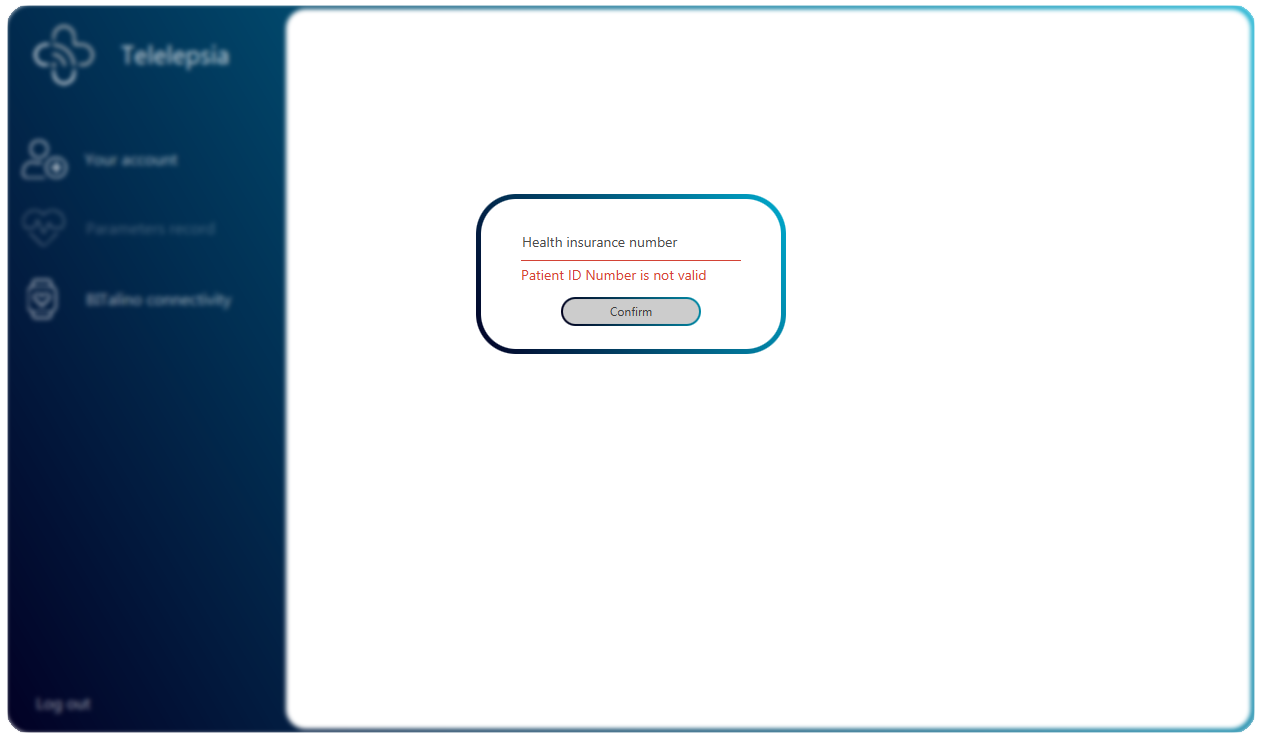 Telelepsia
Your account
Parameters record
BITalino connectivity
Log out
Health insurance number
Patient ID Number is not valid
Confirm